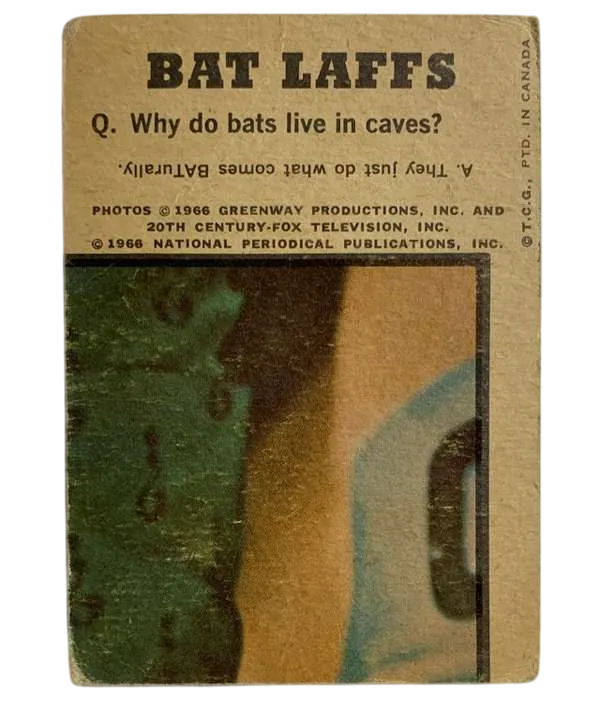 BAT LAFFS
Q. Why do bats live in caves?
A. They just do what comes BATurally.
PHOTOS © 1966 GREENWAY PRODUCTIONS, INC. AND
20TH CENTURY-FOX TELEVISION, INC.
© 1966 NATIONAL PERIODICAL PUBLICATIONS, INC.
© T.C.G., PTD. IN CANADA